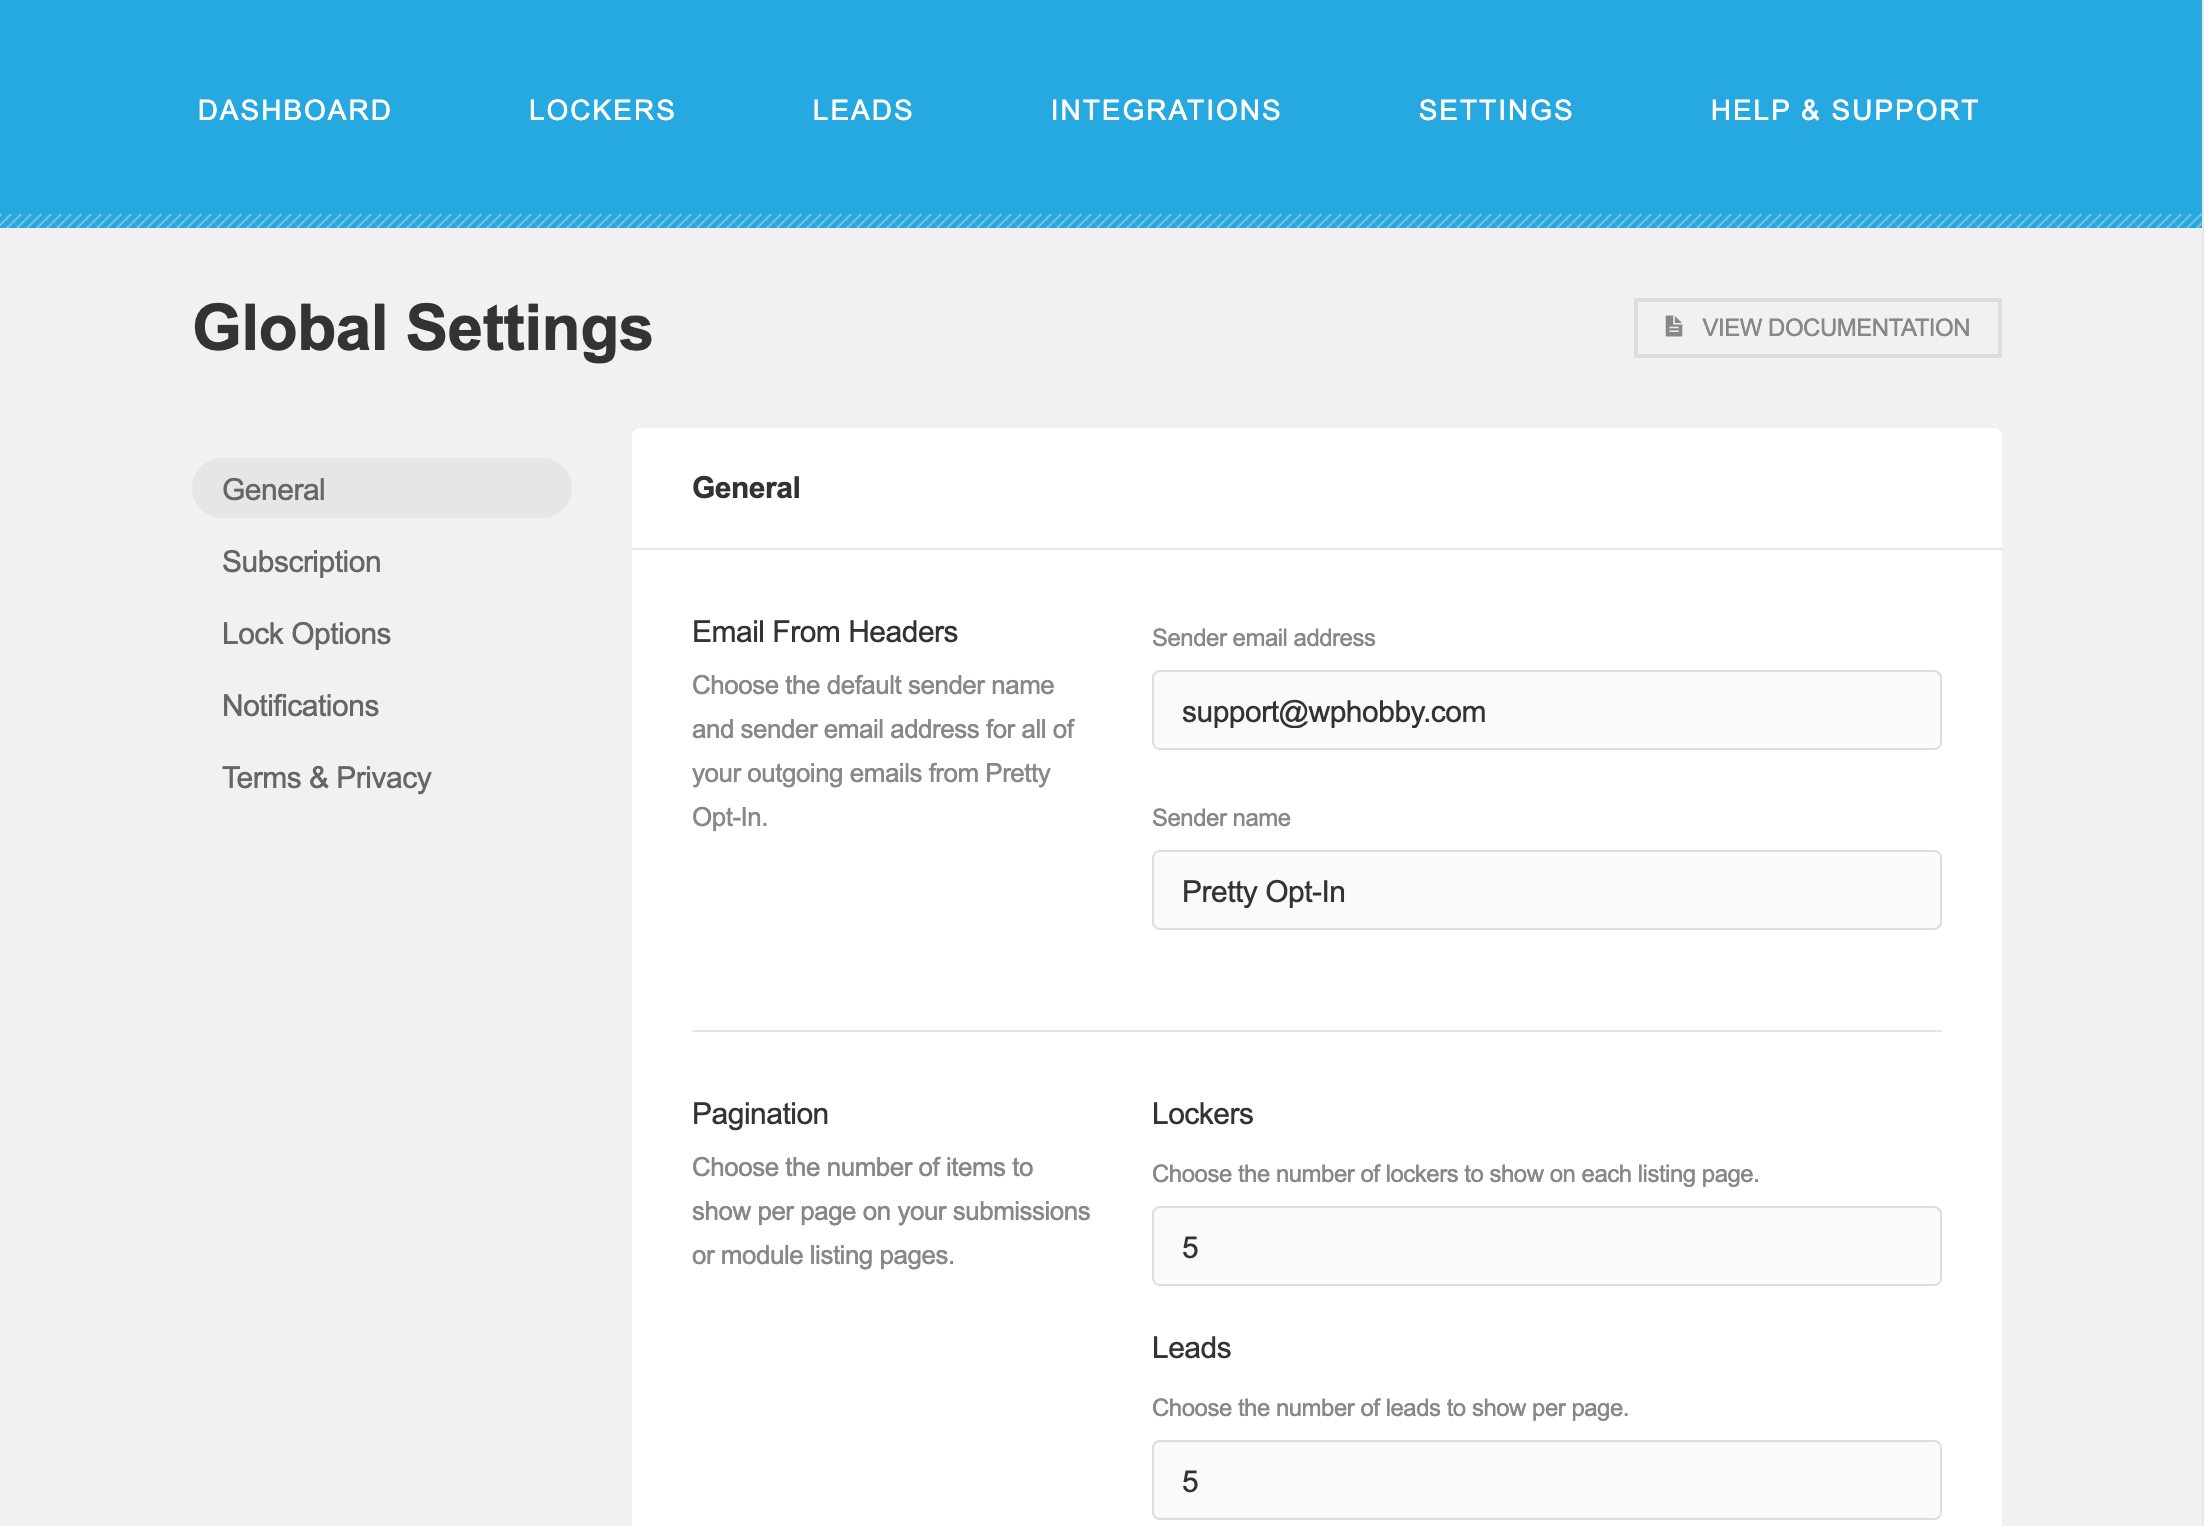 DASHBOARD LOCKERS LEADS INTEGRATIONS SETTINGS HELP & SUPPORT
Global Settings
VIEW DOCUMENTATION
General
Subscription
Lock Options
Notifications
Terms & Privacy
General
Email From Headers
Choose the default sender name
and sender email address for all of
your outgoing emails from Pretty
Opt-In.
Sender email address
support@wphobby.com
Sender name
Pretty Opt-In
Pagination
Choose the number of items to
show per page on your submissions
or module listing pages.
Lockers
Choose the number of lockers to show on each listing page.
5
Leads
Choose the number of leads to show per page.
5